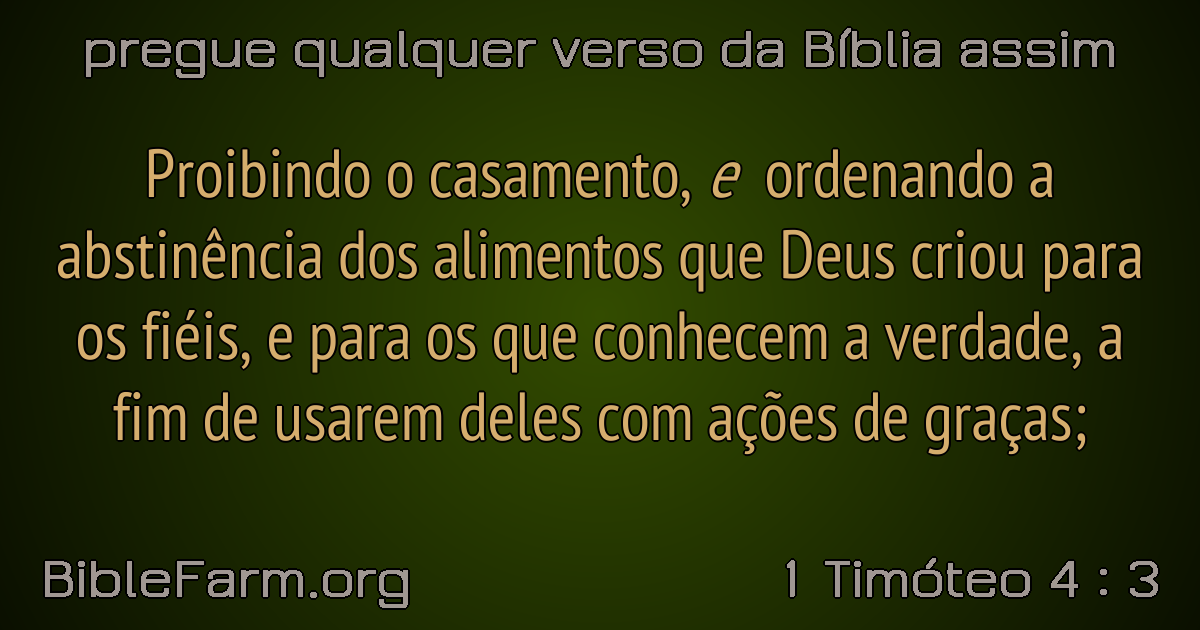 pregue qualquer verso da Bíblia assim
Proibindo o casamento, e ordenando a
abstinência dos alimentos que Deus criou para
os fiéis, e para os que conhecem a verdade, a
fim de usarem deles com ações de graças;
BibleFarm.org
1 Timóteo 4 : 3